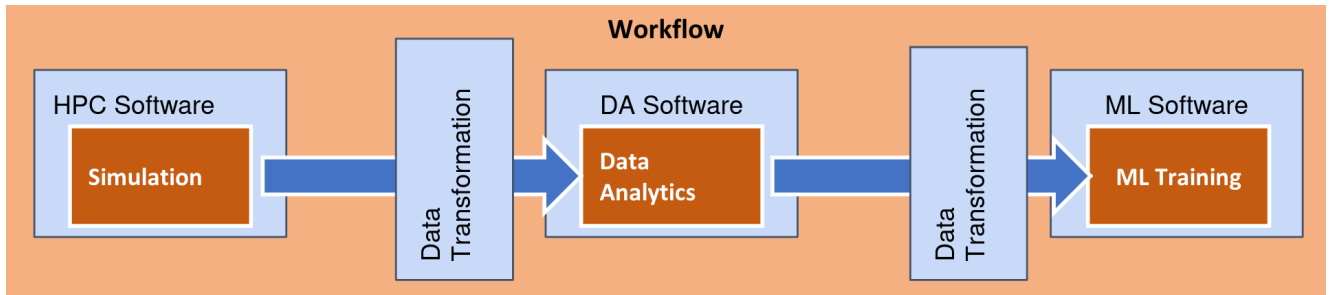 Workflow
HPC Software
Simulation
Data
Transformation
DA Software
Data
Analytics
Data
Transformation
ML Software
ML Training